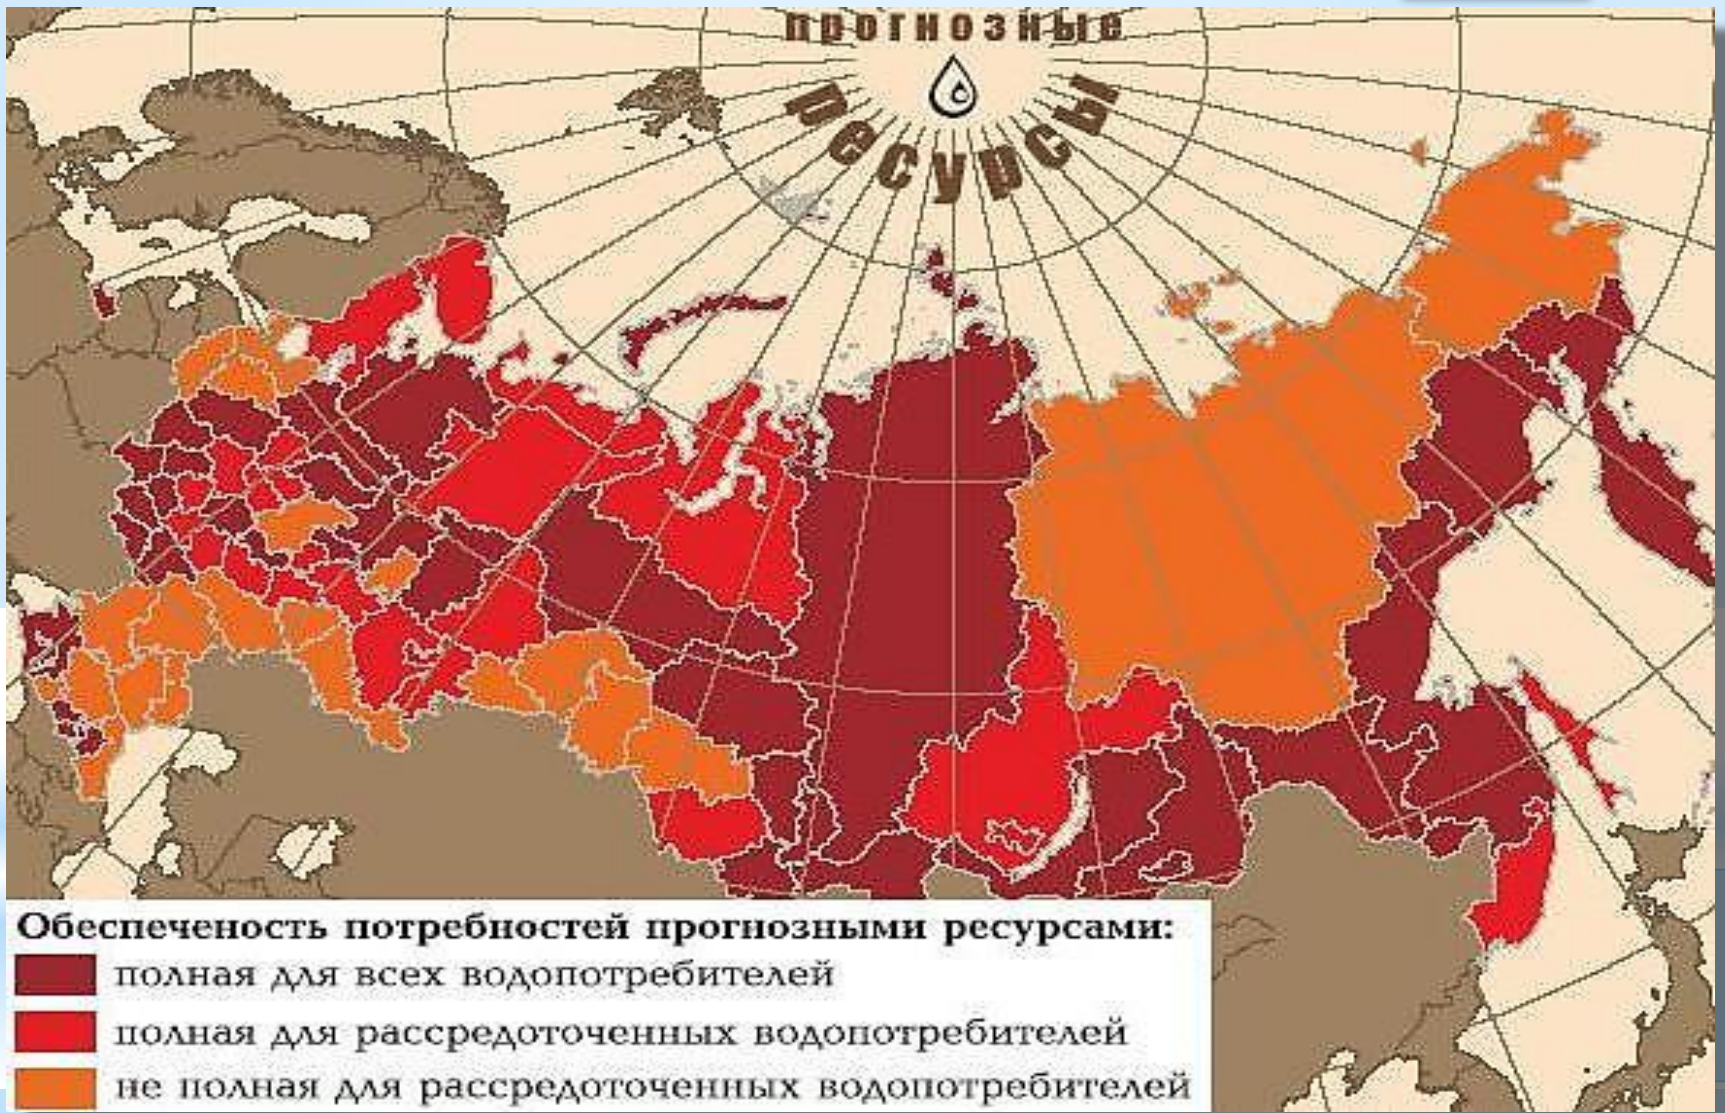 прогнозные
ресурсы
Обеспеченость потребностей прогнозными ресурсами:
полная для всех водопотребителей
полная для рассредоточенных водопотребителей
не полная для рассредоточенных водопотребителей